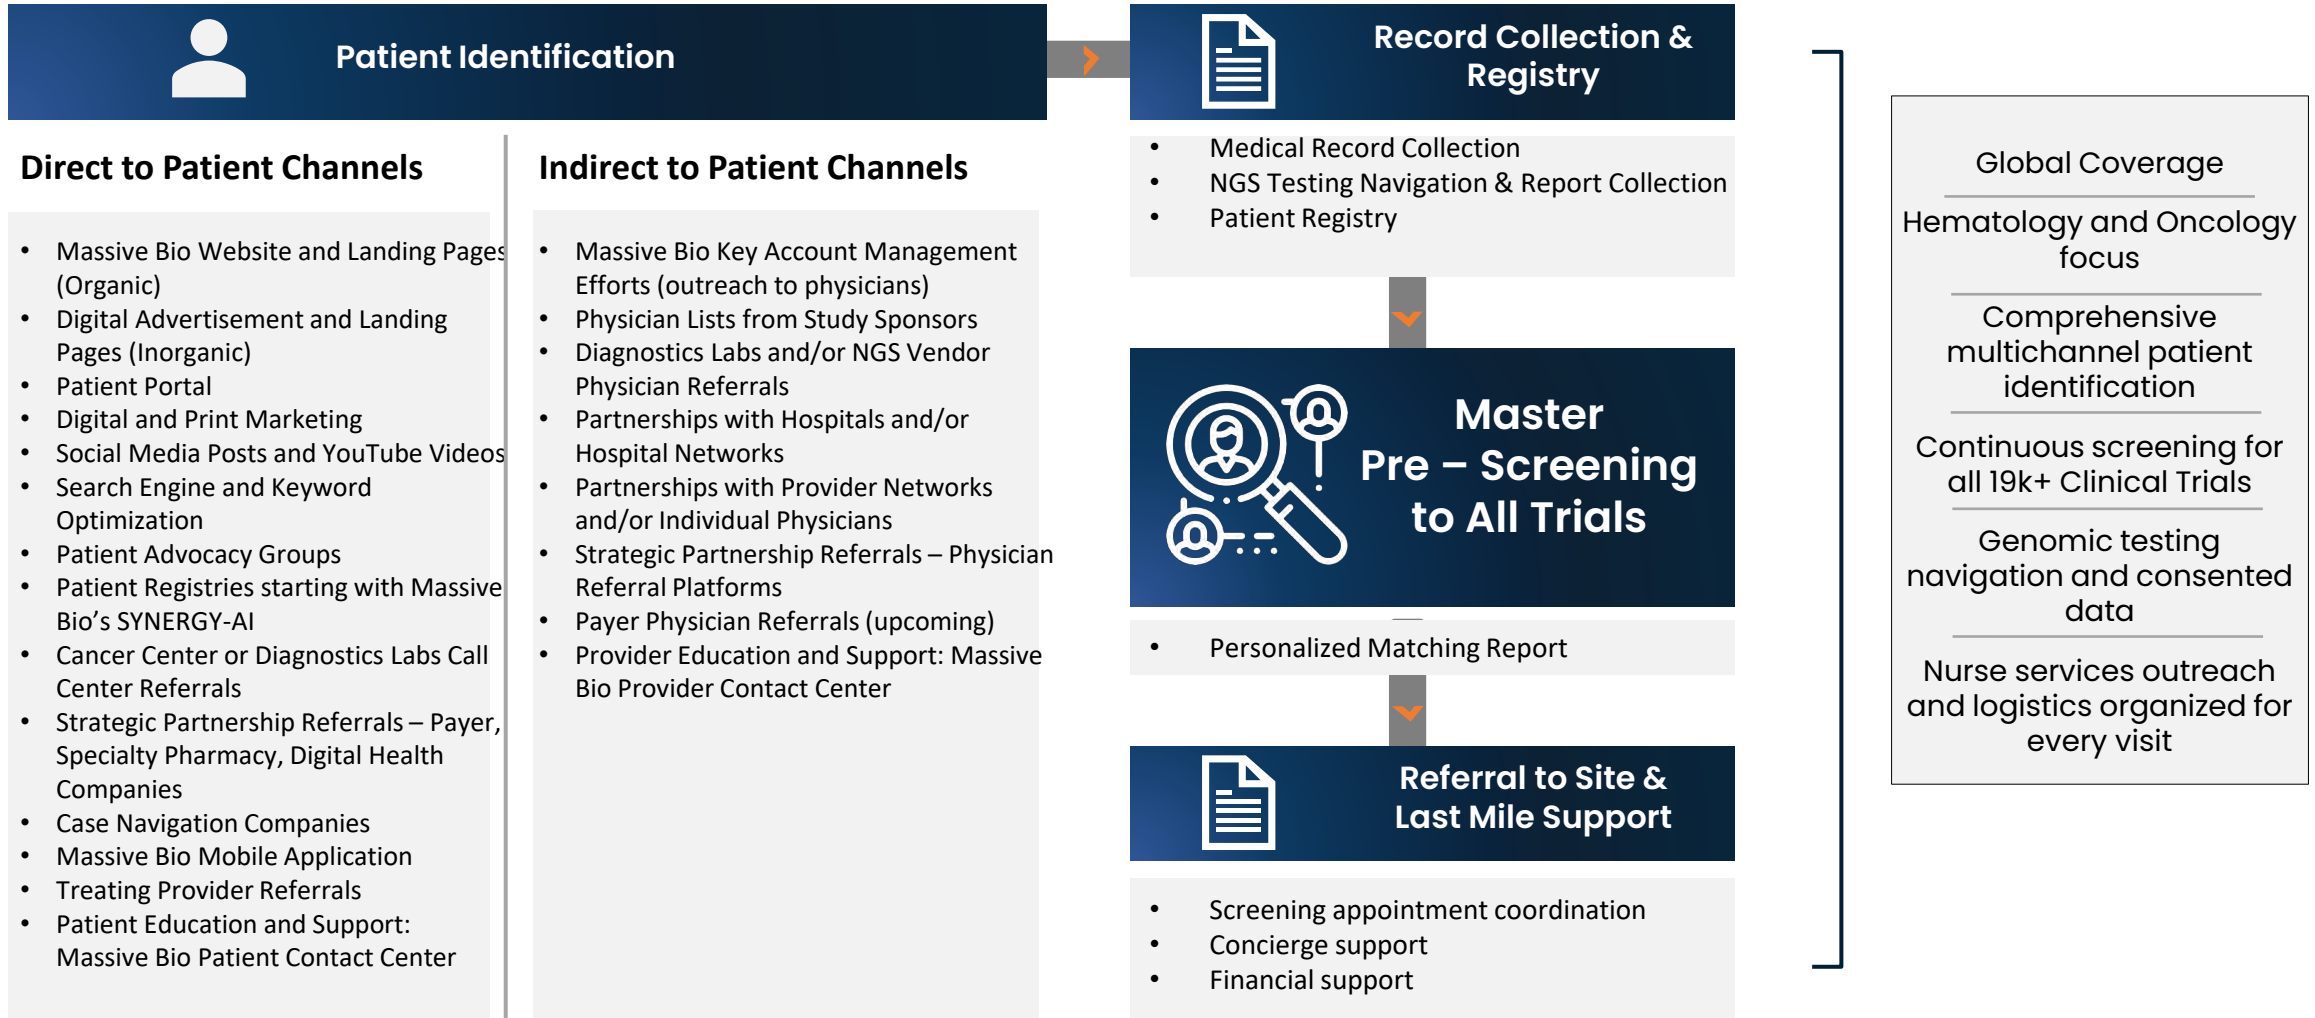 Patient Identification
Direct to Patient Channels
• Massive Bio Website and Landing Pages
(Organic)
• Digital Advertisement and Landing
Pages (Inorganic)
• Patient Portal
• Digital and Print Marketing
• Social Media Posts and YouTube Videos
• Search Engine and Keyword
Optimization
• Patient Advocacy Groups
• Patient Registries starting with Massive
Bio’s SYNERGY-AI
• Cancer Center or Diagnostics Labs Call
Center Referrals
• Strategic Partnership Referrals – Payer,
Specialty Pharmacy, Digital Health
Companies
• Case Navigation Companies
• Massive Bio Mobile Application
• Treating Provider Referrals
• Patient Education and Support:
Massive Bio Patient Contact Center
Indirect to Patient Channels
• Massive Bio Key Account Management
Efforts (outreach to physicians)
• Physician Lists from Study Sponsors
• Diagnostics Labs and/or NGS Vendor
Physician Referrals
• Partnerships with Hospitals and/or
Hospital Networks
• Partnerships with Provider Networks
and/or Individual Physicians
• Strategic Partnership Referrals – Physician
Referral Platforms
• Payer Physician Referrals (upcoming)
• Provider Education and Support: Massive
Bio Provider Contact Center
Record Collection &
Registry
• Medical Record Collection
• NGS Testing Navigation & Report Collection
• Patient Registry
Master
Pre – Screening
to All Trials
• Personalized Matching Report
Referral to Site &
Last Mile Support
• Screening appointment coordination
• Concierge support
• Financial support
Global Coverage
Hematology and Oncology
focus
Comprehensive
multichannel patient
identification
Continuous screening for
all 19k+ Clinical Trials
Genomic testing
navigation and consented
data
Nurse services outreach
and logistics organized for
every visit